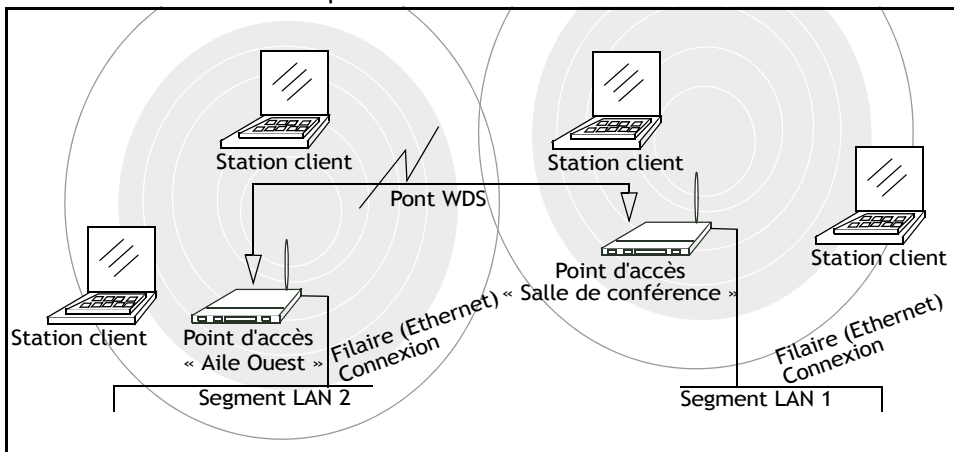 Station client
Station client
Pont WDS
Station client
Point d'accès
« Salle de conférence »
Station client
Point d'accès
« Aile Ouest »
Filaire (Ethernet)
Connexion
Filaire (Ethernet)
Connexion
Segment LAN 2
Segment LAN 1